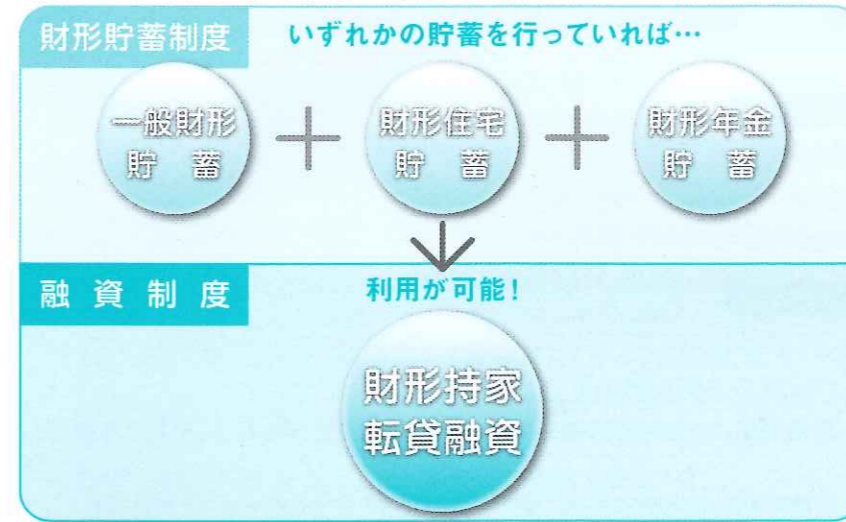 財形貯蓄制度
いずれかの貯蓄を行っていれば…
一般財形
貯蓄
+
財形住宅
貯蓄
+
財形年金
貯蓄
融資制度
利用が可能!
財形持家
転貸融資